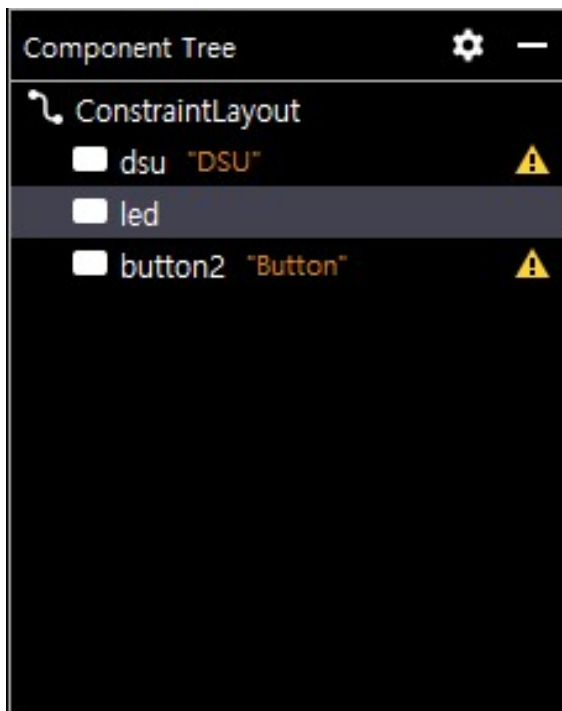 Component Tree
ConstraintLayout
dsu "DSU"
led
button2 "Button"